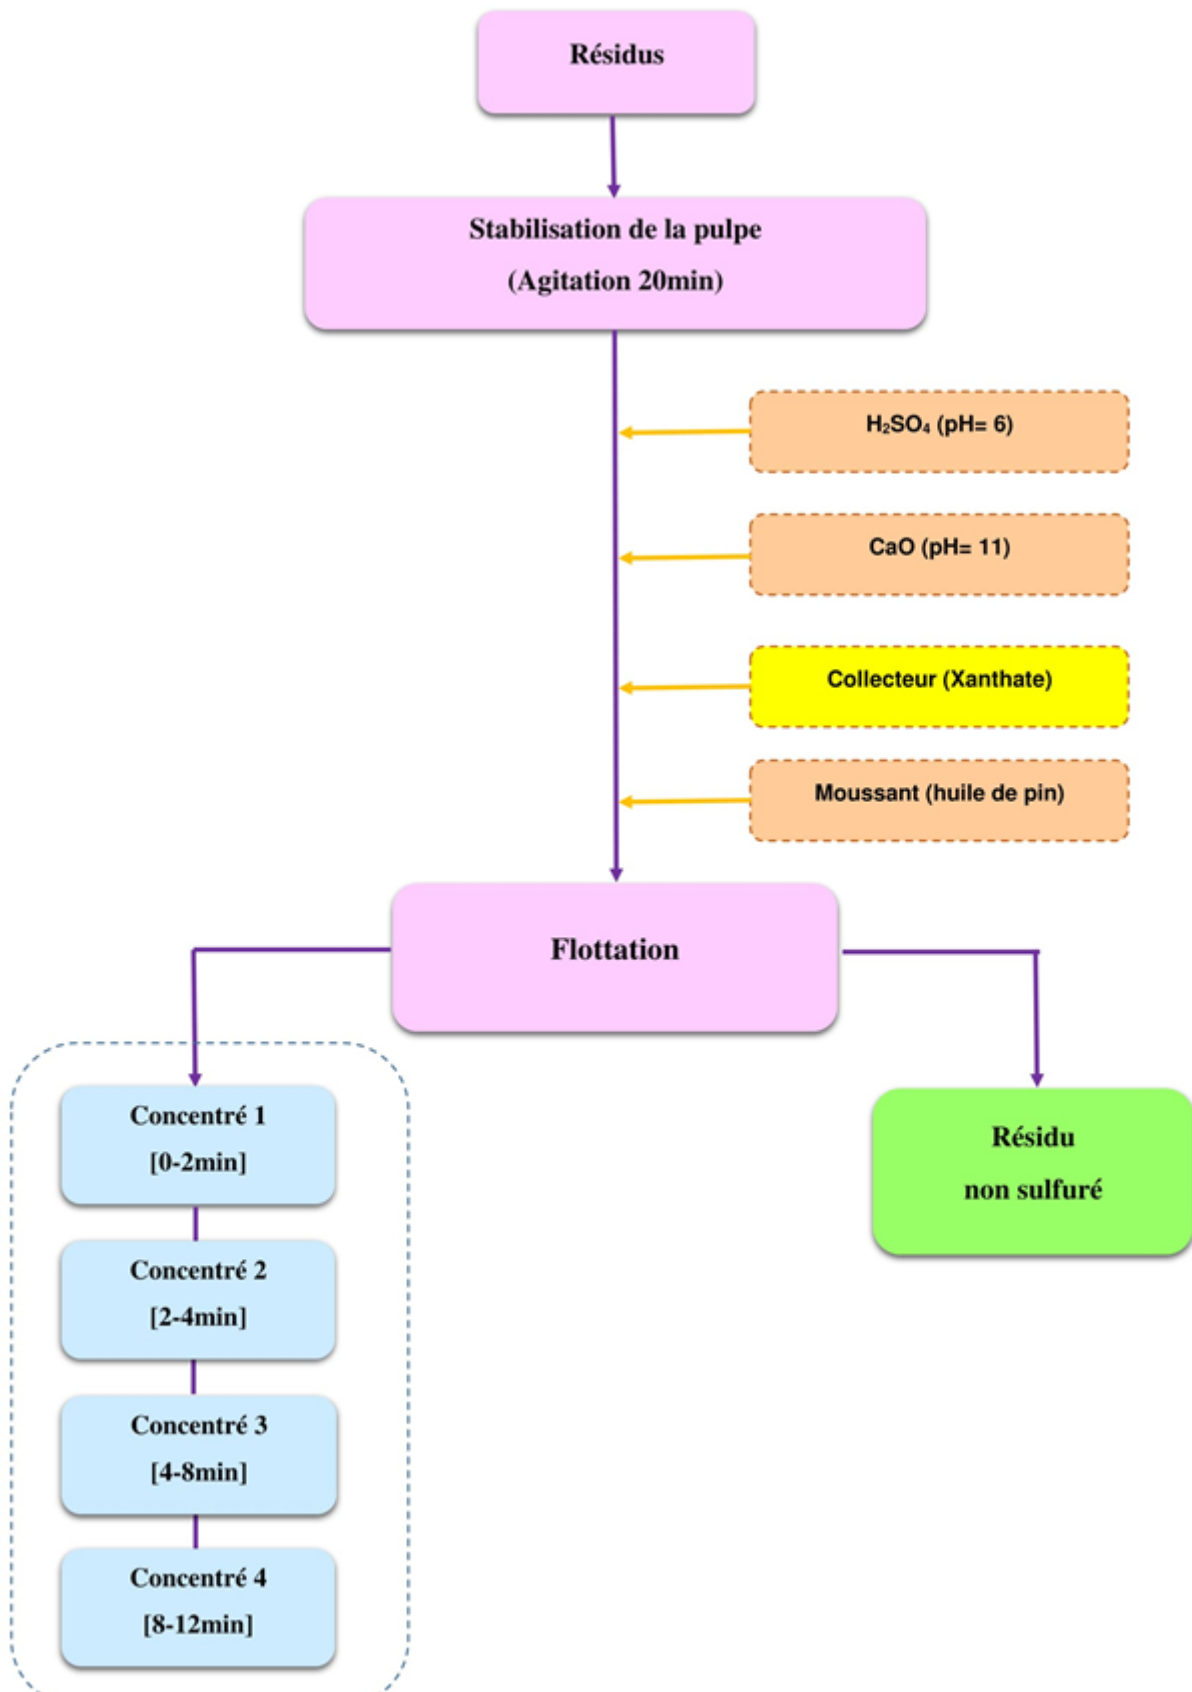 Résidus
Stabilisation de la pulpe
(Agitation 20min)
H₂SO₄ (pH= 6)
CaO (pH= 11)
Collecteur (Xanthate)
Moussant (huile de pin)
Flottation
Concentré 1
[0-2min]
Concentré 2
[2-4min]
Concentré 3
[4-8min]
Concentré 4
[8-12min]
Résidu
non sulfuré